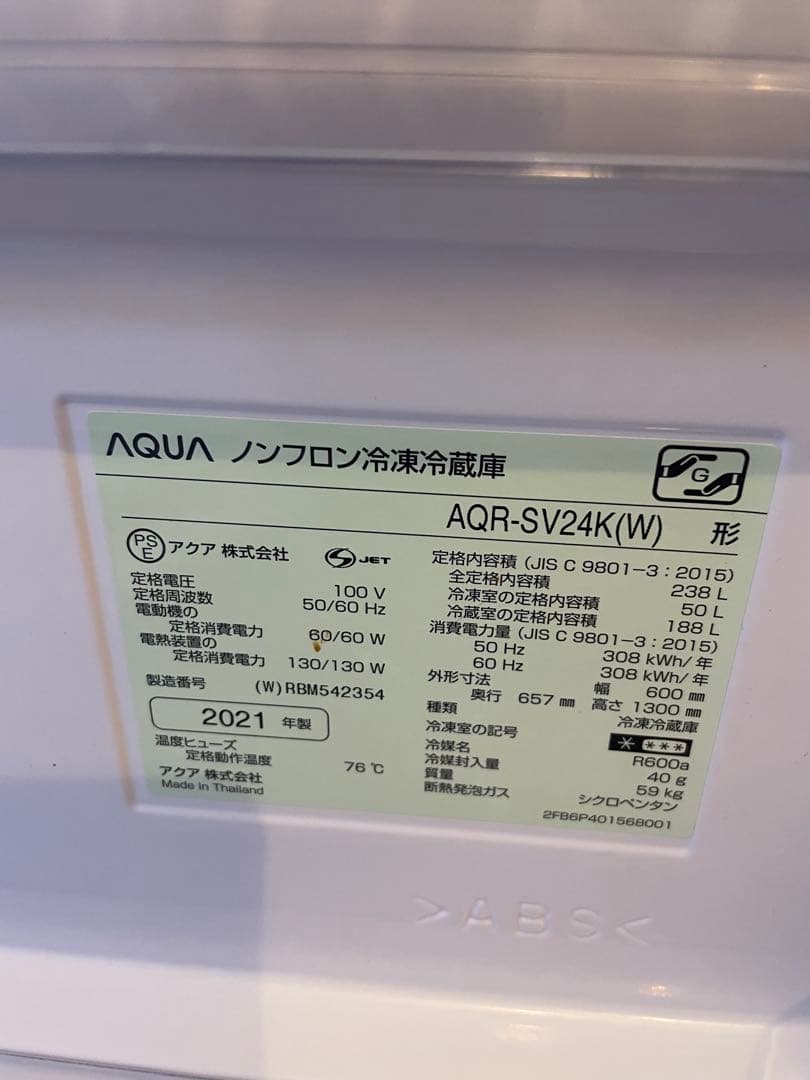 AQUA ノンフロン冷凍冷蔵庫
G
AQR-SV24K(W) 形
PS
E
アクア 株式会社
JET
定格電圧 100 V
定格周波数 50/60 Hz
電動機の
定格消費電力 60/60 W
電熱装置の
定格消費電力 130/130 W
製造番号 (W)RBM542354
2021 年製
温度ヒューズ
定格動作温度 76 ℃
アクア 株式会社
Made in Thailand
定格内容積 (JIS C 9801-3:2015)
全定格内容積 238 L
冷凍室の定格内容積 50 L
冷蔵室の定格内容積 188 L
消費電力量 (JIS C 9801-3:2015)
50 Hz 308 kWh/年
60 Hz 308 kWh/年
外形寸法 幅 600 ㎜
奥行 657 ㎜ 高さ 1300 ㎜
種類 冷凍冷蔵庫
冷凍室の記号 * ***
冷媒名 R600a
冷媒封入量 40 g
質量 59 kg
断熱発泡ガス シクロペンタン
2FB6P401568001
>ABS<